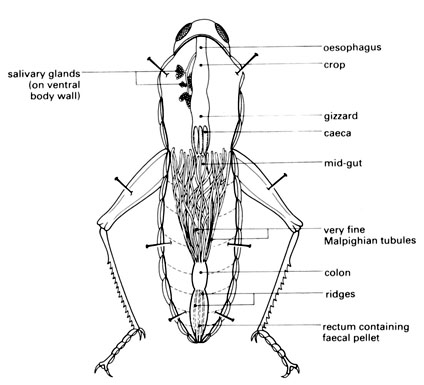 oesophagus
crop
salivary glands
(on ventral
body wall)
gizzard
caeca
mid-gut
very fine
Malpighian tubules
colon
ridges
rectum containing
faecal pellet